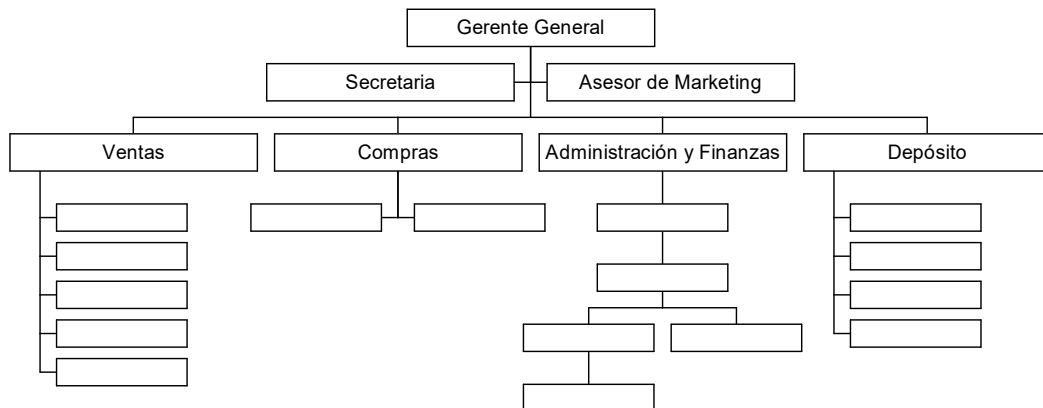 Gerente General
Secretaria
Asesor de Marketing
Ventas
Compras
Administración y Finanzas
Depósito